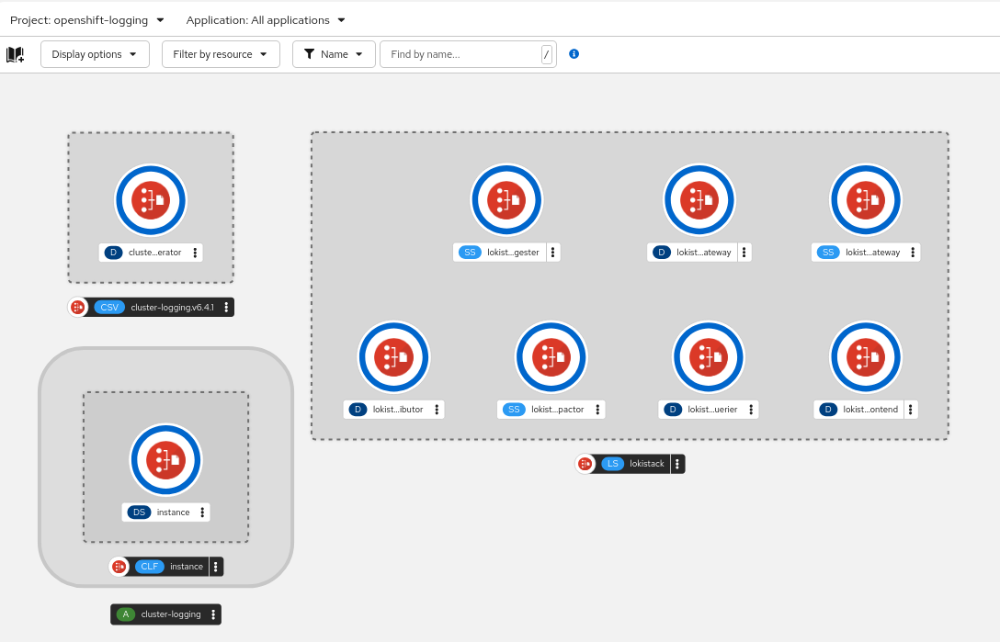 Project: openshift-logging Application: All applications
Display options Filter by resource Name Find by name... /
D cluste...erator
SS lokist...gester
D lokist...ateway
SS lokist...ateway
CSV cluster-logging.v6.4.1
D lokist...ibutor
SS lokist...pactor
D lokist...uerier
D lokist...ontend
LS lokistack
DS instance
CLF instance
A cluster-logging